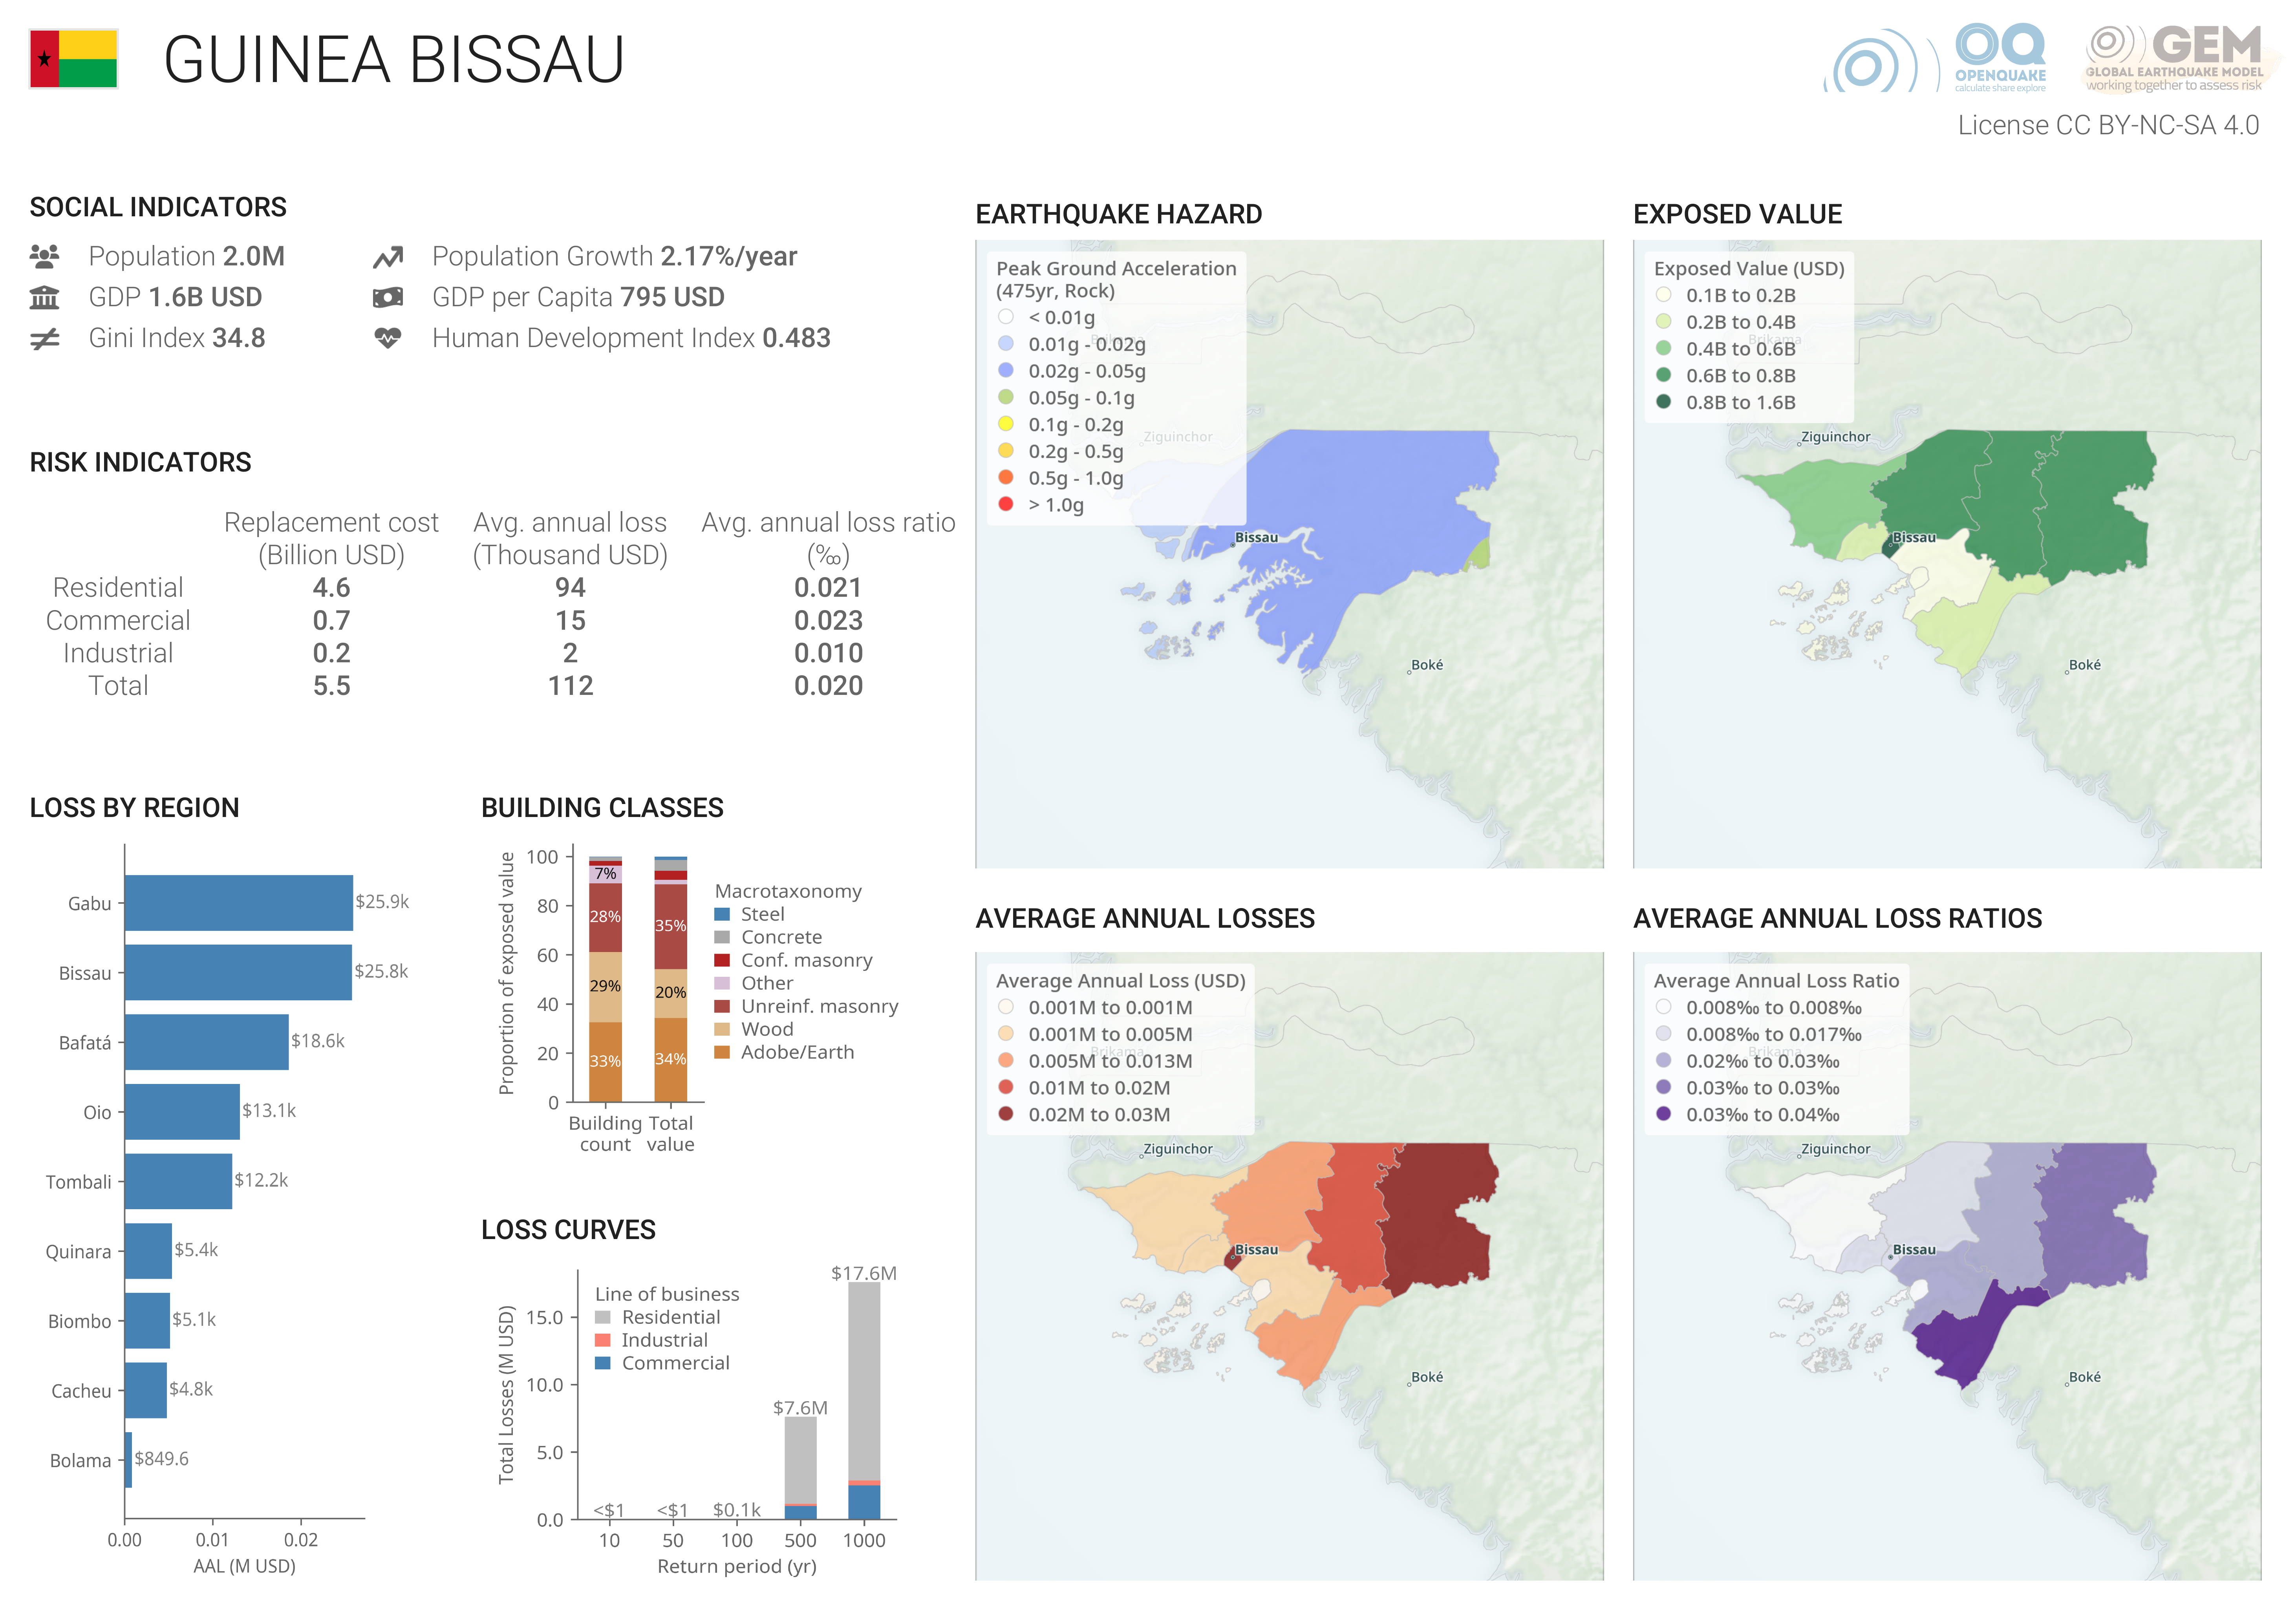 GUINEA BISSAU
OQ
OPENQUAKE
calculate share explore
GEM
GLOBAL EARTHQUAKE MODEL
working together to assess risk
License CC BY-NC-SA 4.0
SOCIAL INDICATORS
Population 2.0M
Population Growth 2.17%/year
GDP 1.6B USD
GDP per Capita 795 USD
Gini Index 34.8
Human Development Index 0.483
RISK INDICATORS
Replacement cost (Billion USD) Avg. annual loss (Thousand USD) Avg. annual loss ratio (‰)
Residential 4.6 94 0.021
Commercial 0.7 15 0.023
Industrial 0.2 2 0.010
Total 5.5 112 0.020
LOSS BY REGION
Gabu $25.9k
Bissau $25.8k
Bafatá $18.6k
Oio $13.1k
Tombali $12.2k
Quinara $5.4k
Biombo $5.1k
Cacheu $4.8k
Bolama $849.6
0.00 0.01 0.02
AAL (M USD)
BUILDING CLASSES
Proportion of exposed value
100
80
60
40
20
0
7%
28%
29%
33%
35%
20%
34%
Building count
Total value
Macrotaxonomy
Steel
Concrete
Conf. masonry
Other
Unreinf. masonry
Wood
Adobe/Earth
LOSS CURVES
Total Losses (M USD)
15.0
10.0
5.0
0.0
Line of business
Residential
Industrial
Commercial
<$1 <$1 $0.1k $7.6M $17.6M
10 50 100 500 1000
Return period (yr)
EARTHQUAKE HAZARD
Peak Ground Acceleration
(475yr, Rock)
< 0.01g
0.01g - 0.02g
0.02g - 0.05g
0.05g - 0.1g
0.1g - 0.2g
0.2g - 0.5g
0.5g - 1.0g
> 1.0g
Brikama
Ziguinchor
Bissau
Boké
EXPOSED VALUE
Exposed Value (USD)
0.1B to 0.2B
0.2B to 0.4B
0.4B to 0.6B
0.6B to 0.8B
0.8B to 1.6B
Brikama
Ziguinchor
Bissau
Boké
AVERAGE ANNUAL LOSSES
Average Annual Loss (USD)
0.001M to 0.001M
0.001M to 0.005M
0.005M to 0.013M
0.01M to 0.02M
0.02M to 0.03M
Brikama
Ziguinchor
Bissau
Boké
AVERAGE ANNUAL LOSS RATIOS
Average Annual Loss Ratio
0.008‰ to 0.008‰
0.008‰ to 0.017‰
0.02‰ to 0.03‰
0.03‰ to 0.03‰
0.03‰ to 0.04‰
Brikama
Ziguinchor
Bissau
Boké